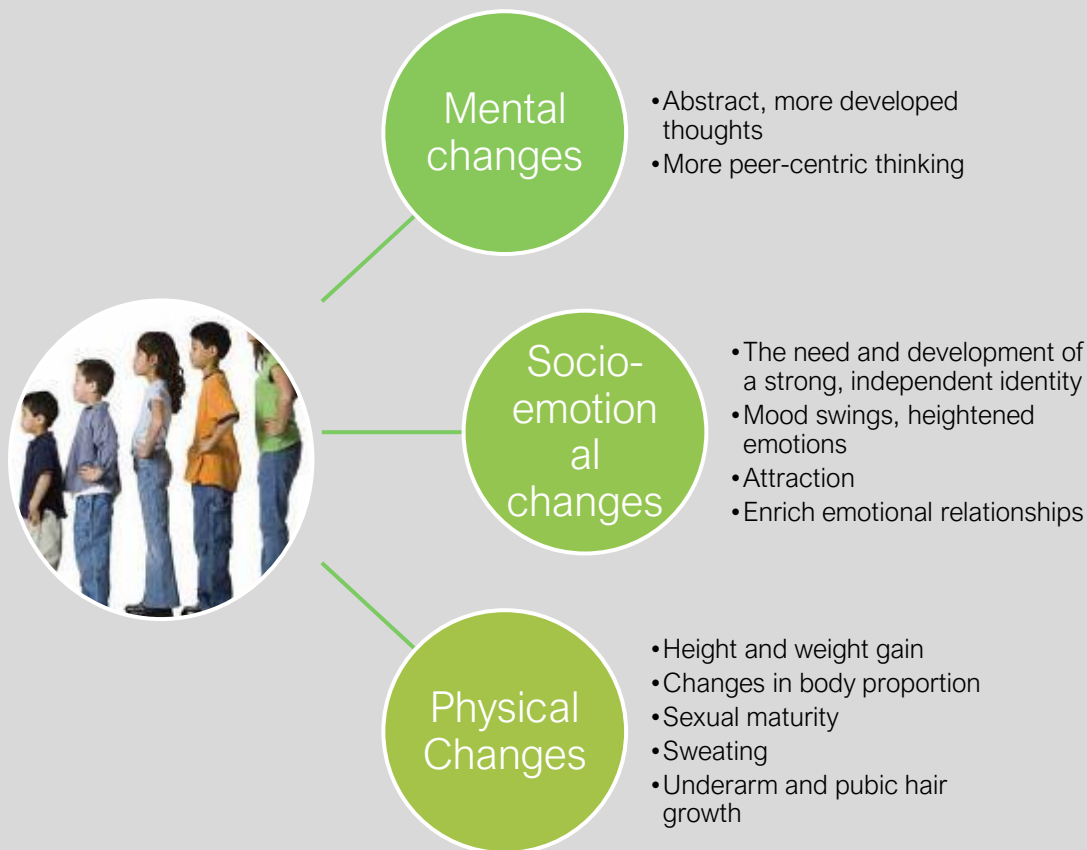 Mental
changes
•Abstract, more developed
thoughts
•More peer-centric thinking
Socio-
emotion
al
changes
•The need and development of
a strong, independent identity
•Mood swings, heightened
emotions
•Attraction
•Enrich emotional relationships
Physical
Changes
•Height and weight gain
•Changes in body proportion
•Sexual maturity
•Sweating
•Underarm and pubic hair
growth